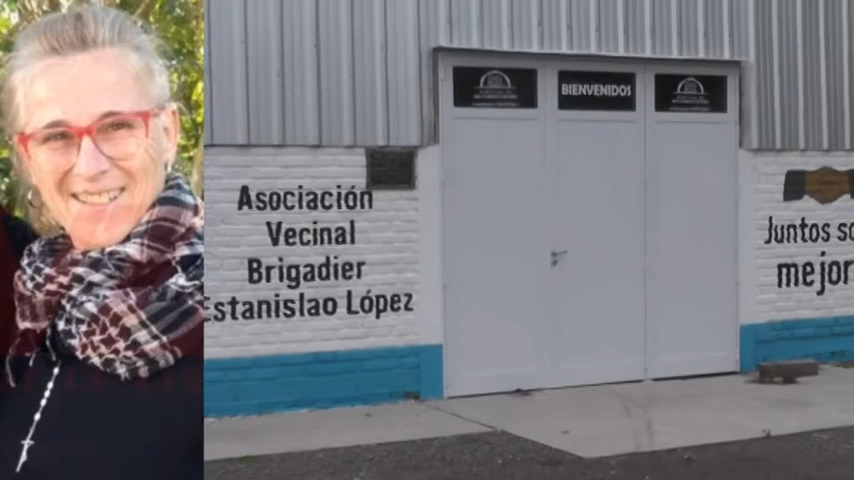 BIENVENIDOS
Asociación
Vecinal
Brigadier
Estanislao López
Juntos so
mejor